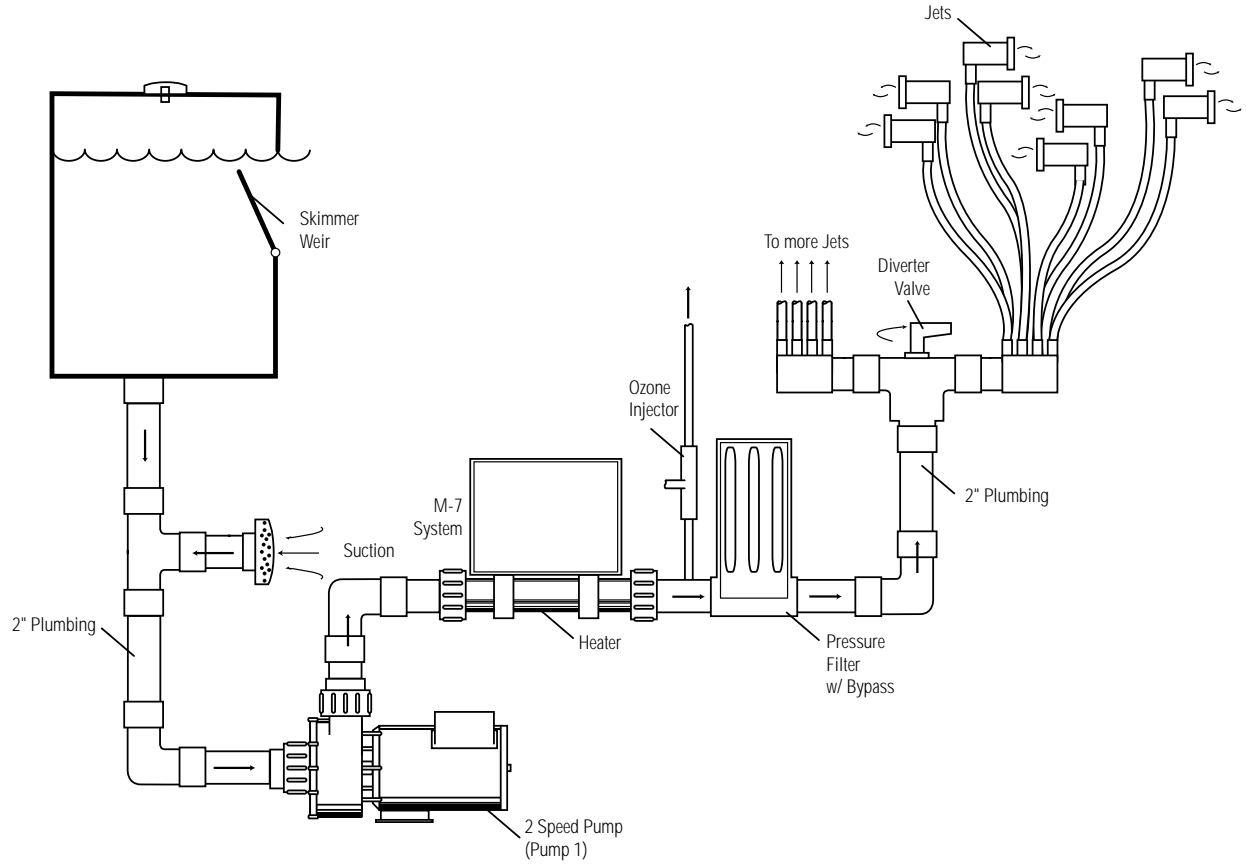 Jets
Skimmer
Weir
To more Jets
Diverter
Valve
Ozone
Injector
M-7
System
2" Plumbing
Suction
2" Plumbing
Heater
Pressure
Filter
w/ Bypass
2 Speed Pump
(Pump 1)